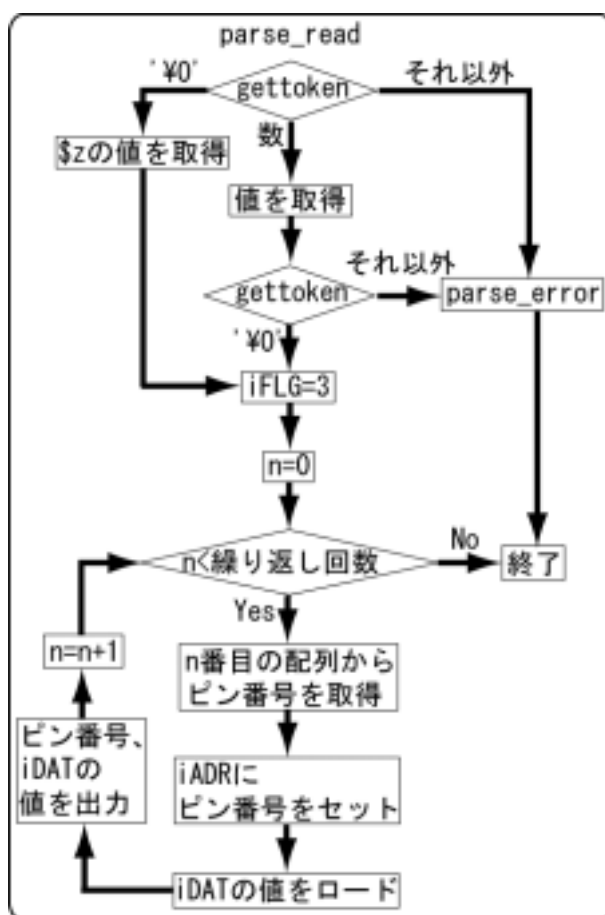 parse_read
'¥0'
gettoken
それ以外
$zの値を取得
数
値を取得
gettoken
それ以外
parse_error
'¥0'
iFLG=3
n=0
n<繰り返し回数
No
終了
Yes
n=n+1
n番目の配列から
ピン番号を取得
ピン番号、
iDATの
値を出力
iADRに
ピン番号をセット
iDATの値をロード